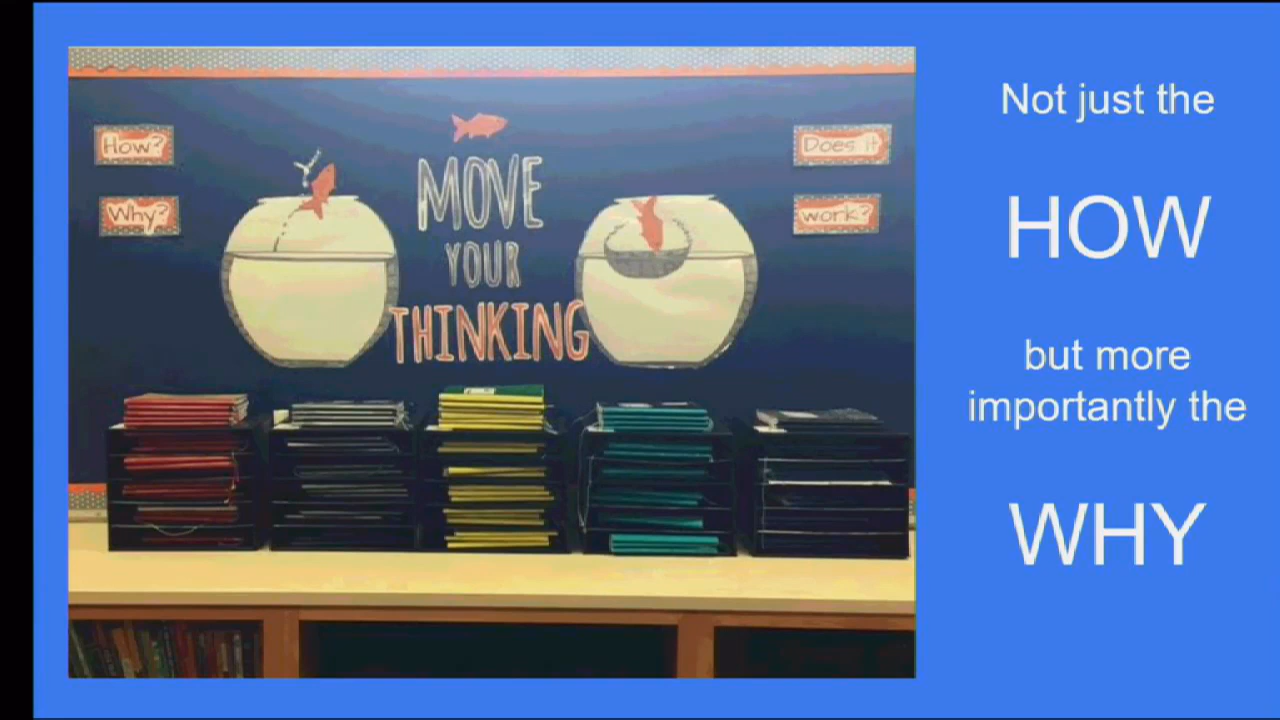 How?
Why?
MOVE
YOUR
THINKING
Does it
work?
Not just the
HOW
but more
importantly the
WHY